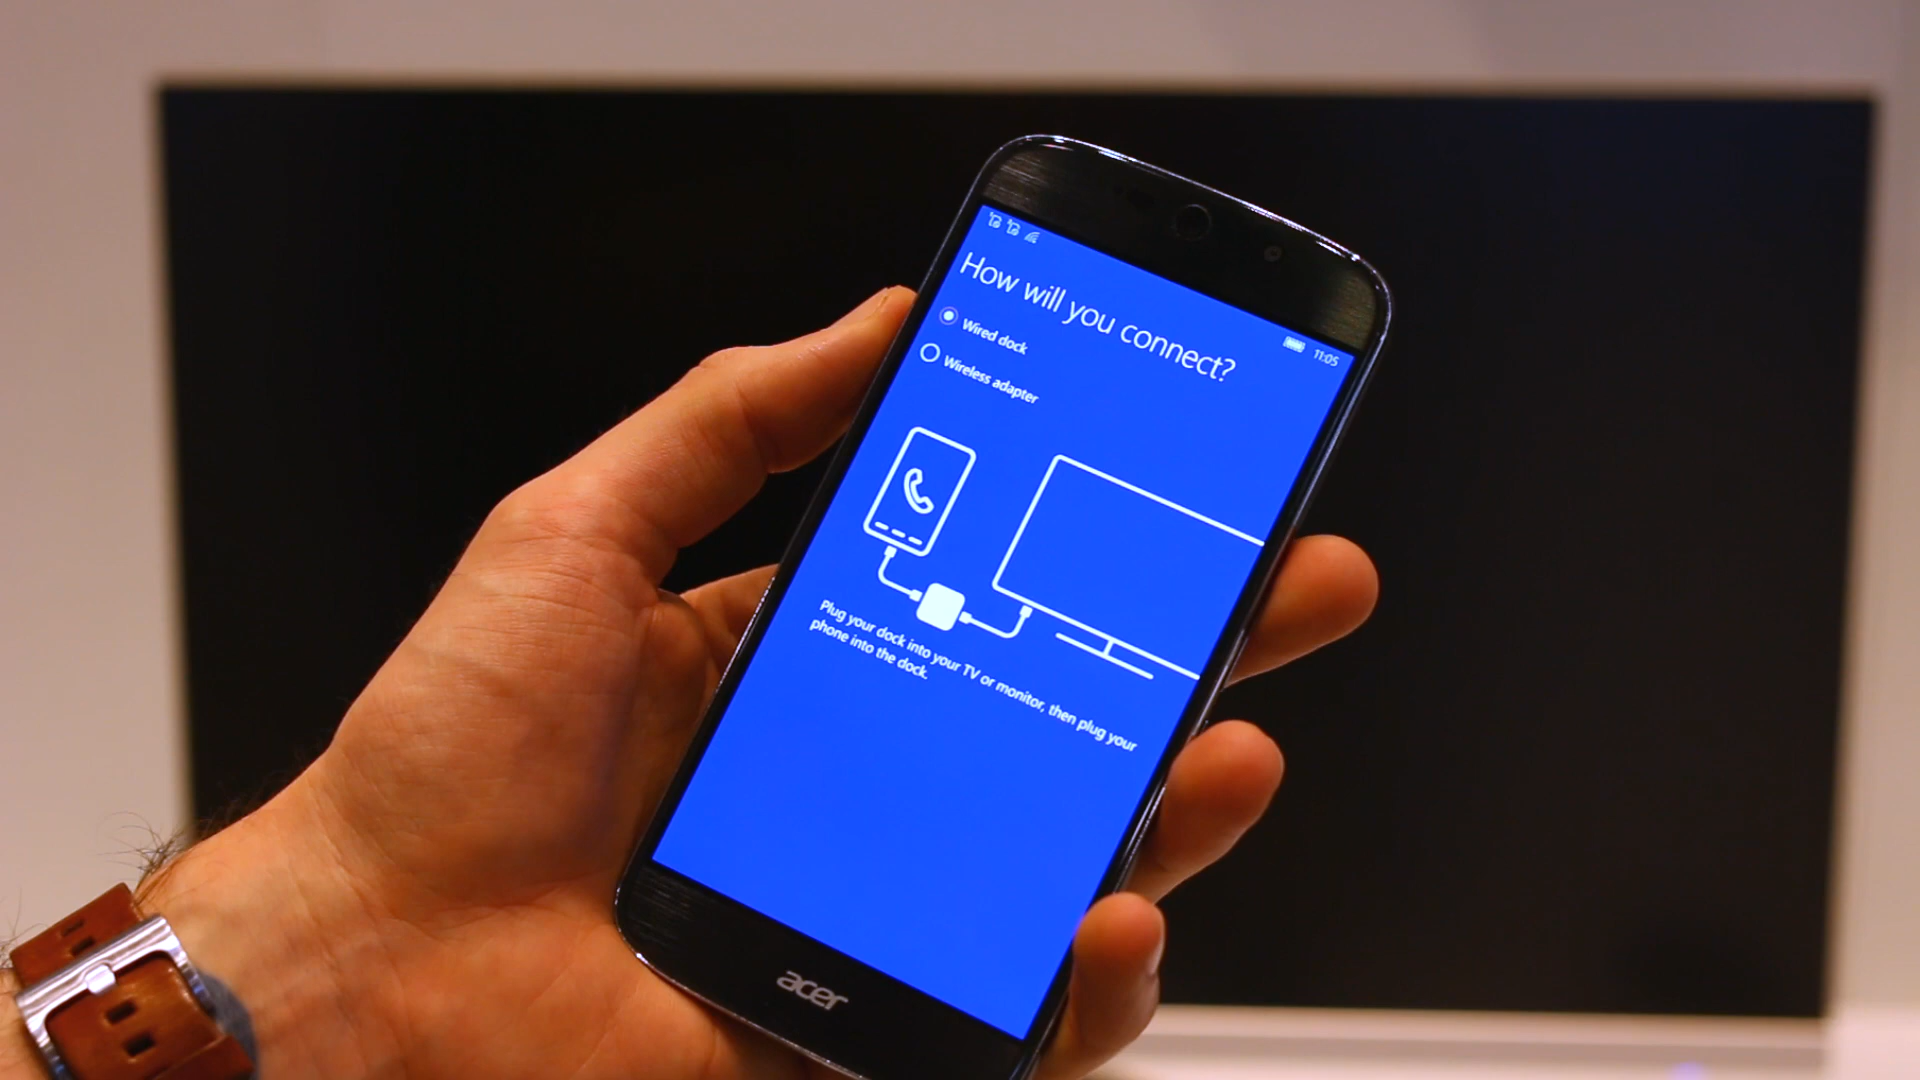 11:05
How will you connect?
Wired dock
Wireless adapter
Plug your dock into your TV or monitor, then plug your
phone into the dock.
acer